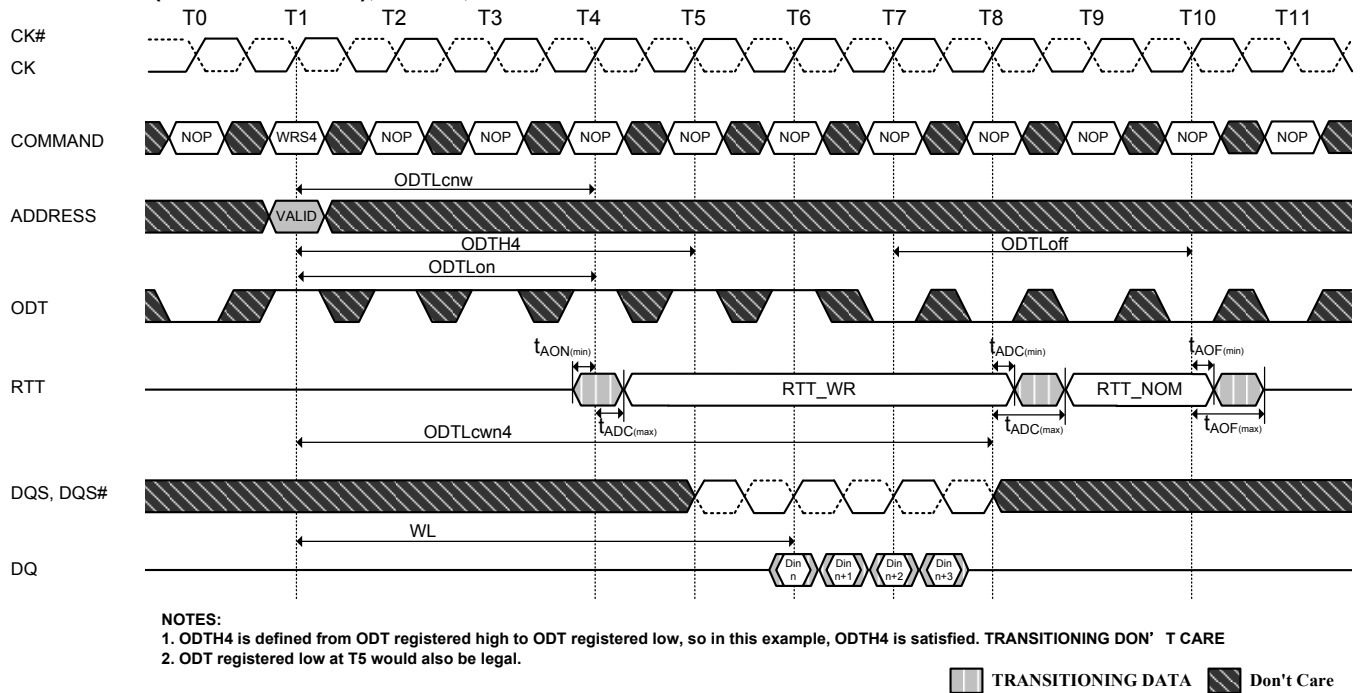 T0 T1 T2 T3 T4 T5 T6 T7 T8 T9 T10 T11
CK#
CK
COMMAND
NOP WRS4 NOP NOP NOP NOP NOP NOP NOP NOP NOP NOP
ODTLcnw
ADDRESS
VALID
ODTH4
ODTLoff
ODTLon
ODT
tAON(min)
tADC(min)
tAOF(min)
RTT
RTT_WR
RTT_NOM
tADC(max)
tADC(max)
tAOF(max)
ODTLcwn4
DQS, DQS#
WL
DQ
Din n
Din n+1
Din n+2
Din n+3
NOTES:
1. ODTH4 is defined from ODT registered high to ODT registered low, so in this example, ODTH4 is satisfied. TRANSITIONING DON’ T CARE
2. ODT registered low at T5 would also be legal.
TRANSITIONING DATA
Don't Care